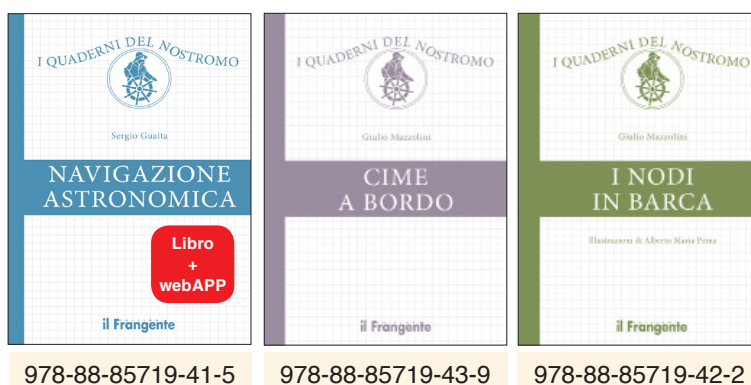 I QUADERNI DEL NOSTROMO
Sergio Guaita
NAVIGAZIONE
ASTRONOMICA
Libro
+
webAPP
il Frangente
978-88-85719-41-5
I QUADERNI DEL NOSTROMO
Giulio Mazzolini
CIME
A BORDO
il Frangente
978-88-85719-43-9
I QUADERNI DEL NOSTROMO
Giulio Mazzolini
I NODI
IN BARCA
Illustrazioni di Alberto Maria Prina
il Frangente
978-88-85719-42-2